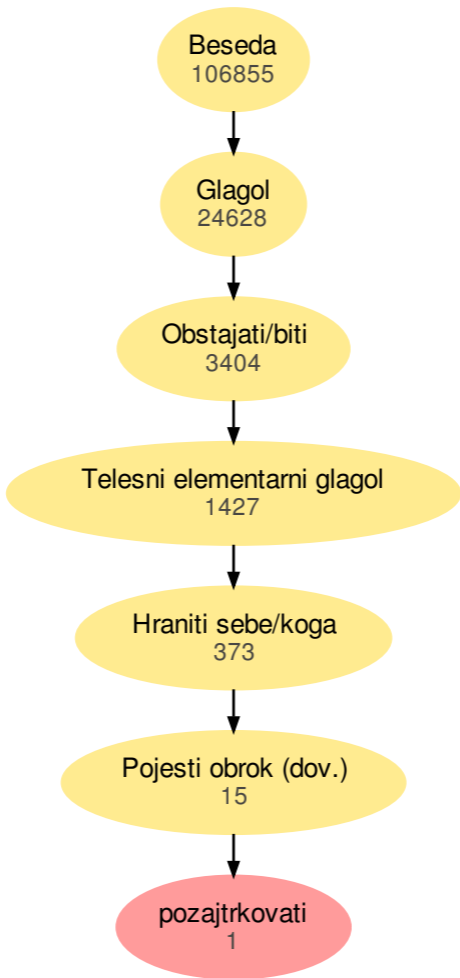 Beseda
106855
Glagol
24628
Obstajati/biti
3404
Telesni elementarni glagol
1427
Hraniti sebe/koga
373
Pojesti obrok (dov.)
15
pozajtrkovati
1